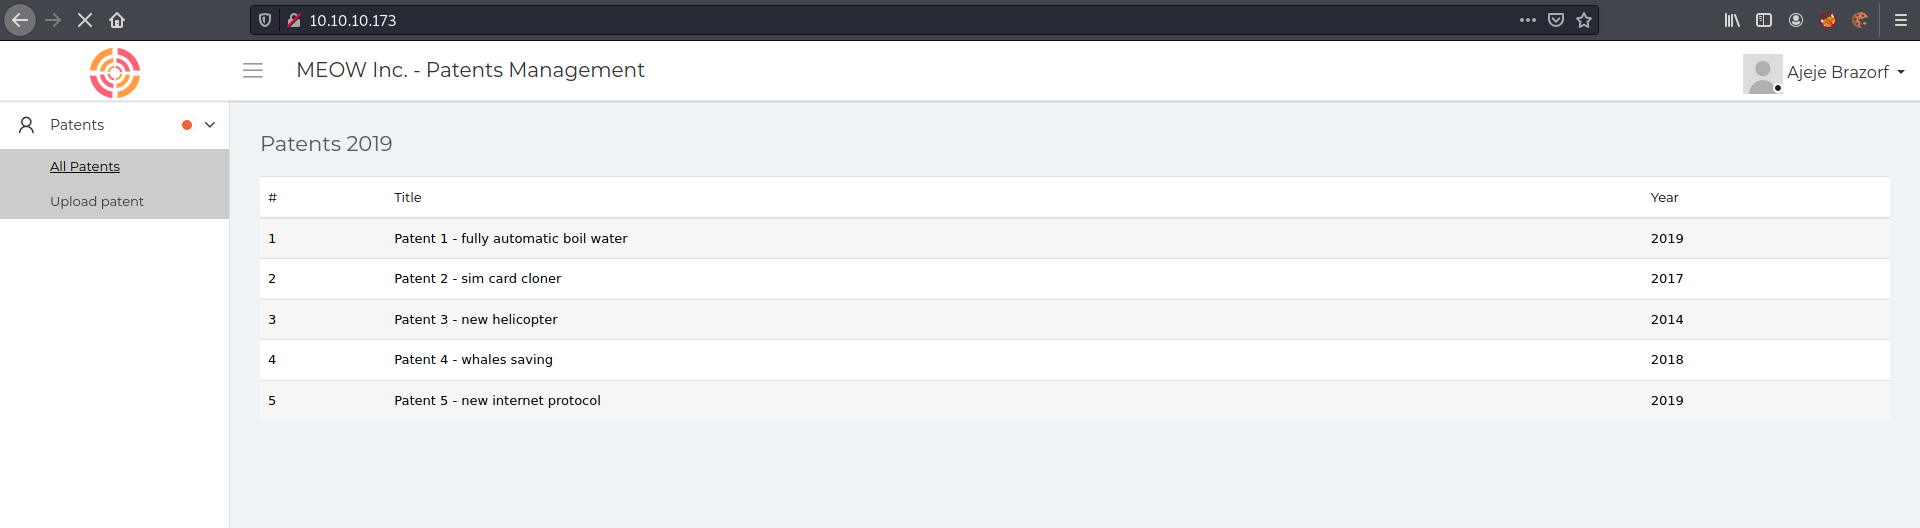 10.10.10.173
MEOW Inc. - Patents Management
Ajeje Brazorf
Patents
All Patents
Upload patent
Patents 2019
# Title Year
1 Patent 1 - fully automatic boil water 2019
2 Patent 2 - sim card cloner 2017
3 Patent 3 - new helicopter 2014
4 Patent 4 - whales saving 2018
5 Patent 5 - new internet protocol 2019